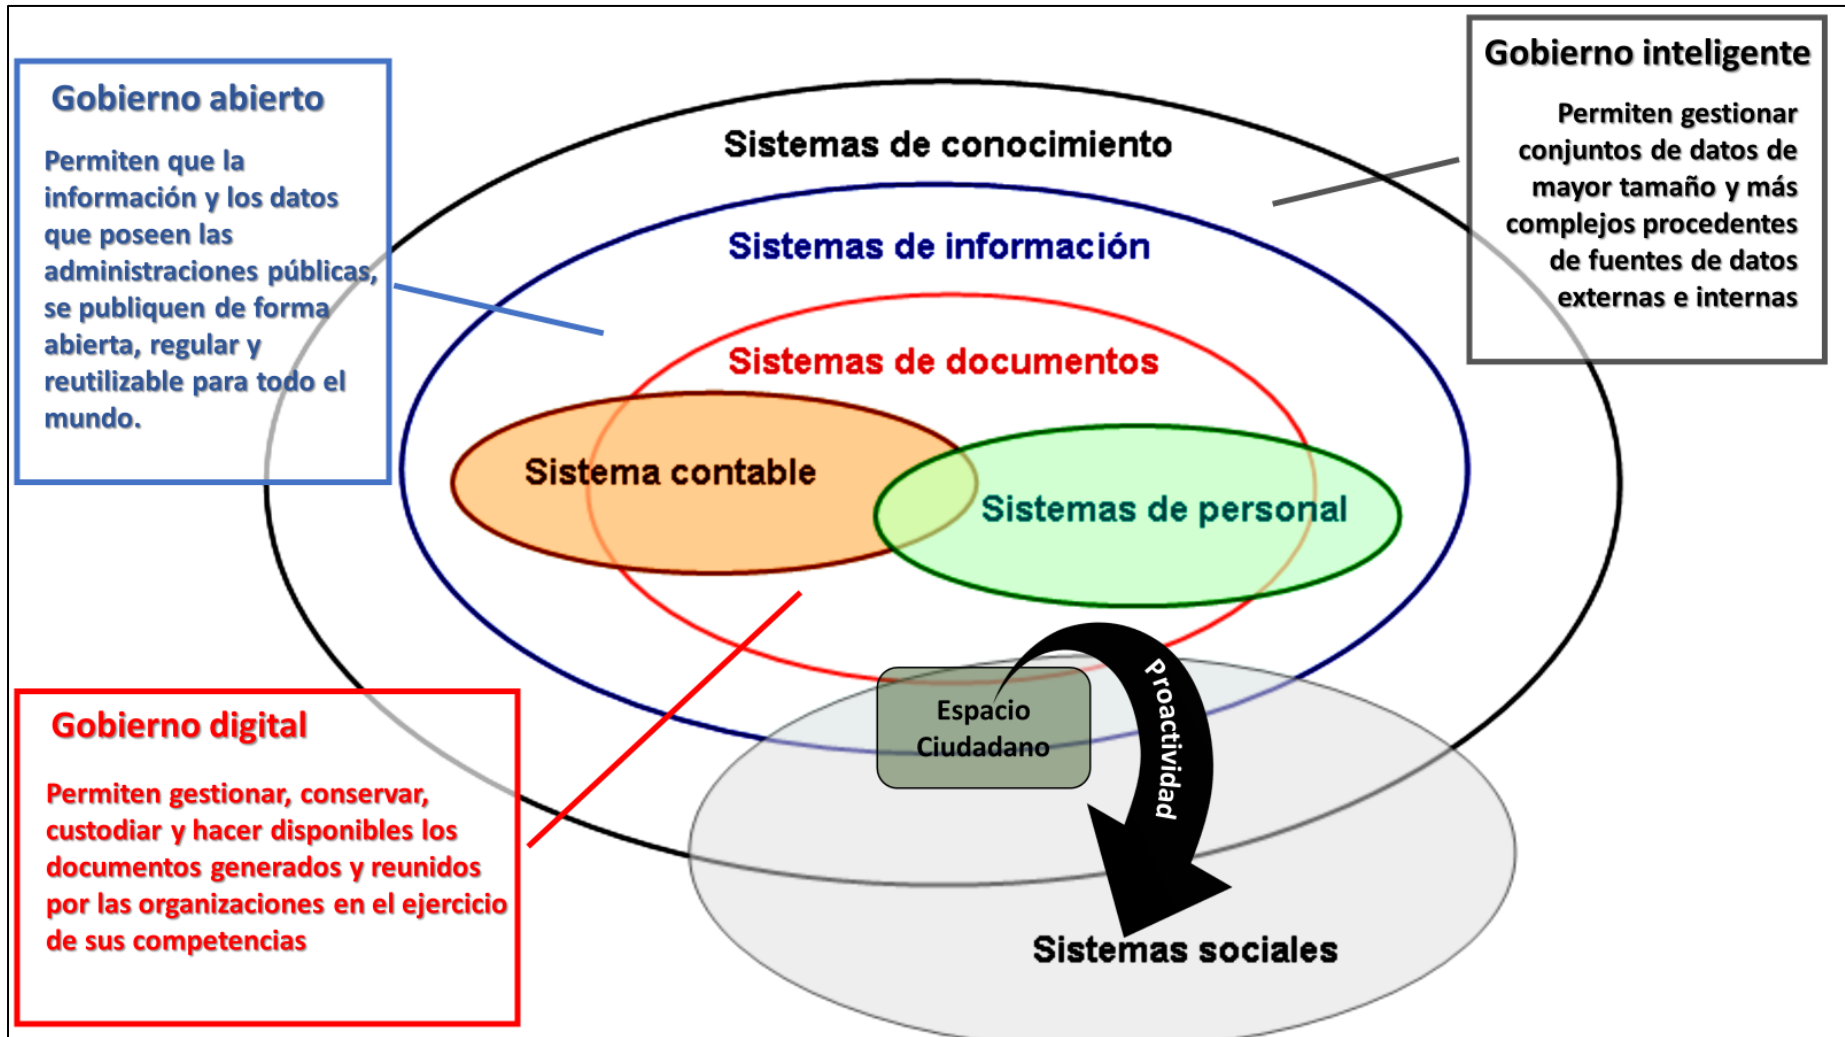 Gobierno abierto
Permiten que la
información y los datos
que poseen las
administraciones públicas,
se publiquen de forma
abierta, regular y
reutilizable para todo el
mundo.
Gobierno inteligente
Permiten gestionar
conjuntos de datos de
mayor tamaño y más
complejos procedentes
de fuentes de datos
externas e internas
Sistemas de conocimiento
Sistemas de información
Sistemas de documentos
Sistema contable
Sistemas de personal
Espacio
Ciudadano
Proactividad
Sistemas sociales
Gobierno digital
Permiten gestionar, conservar,
custodiar y hacer disponibles los
documentos generados y reunidos
por las organizaciones en el ejercicio
de sus competencias